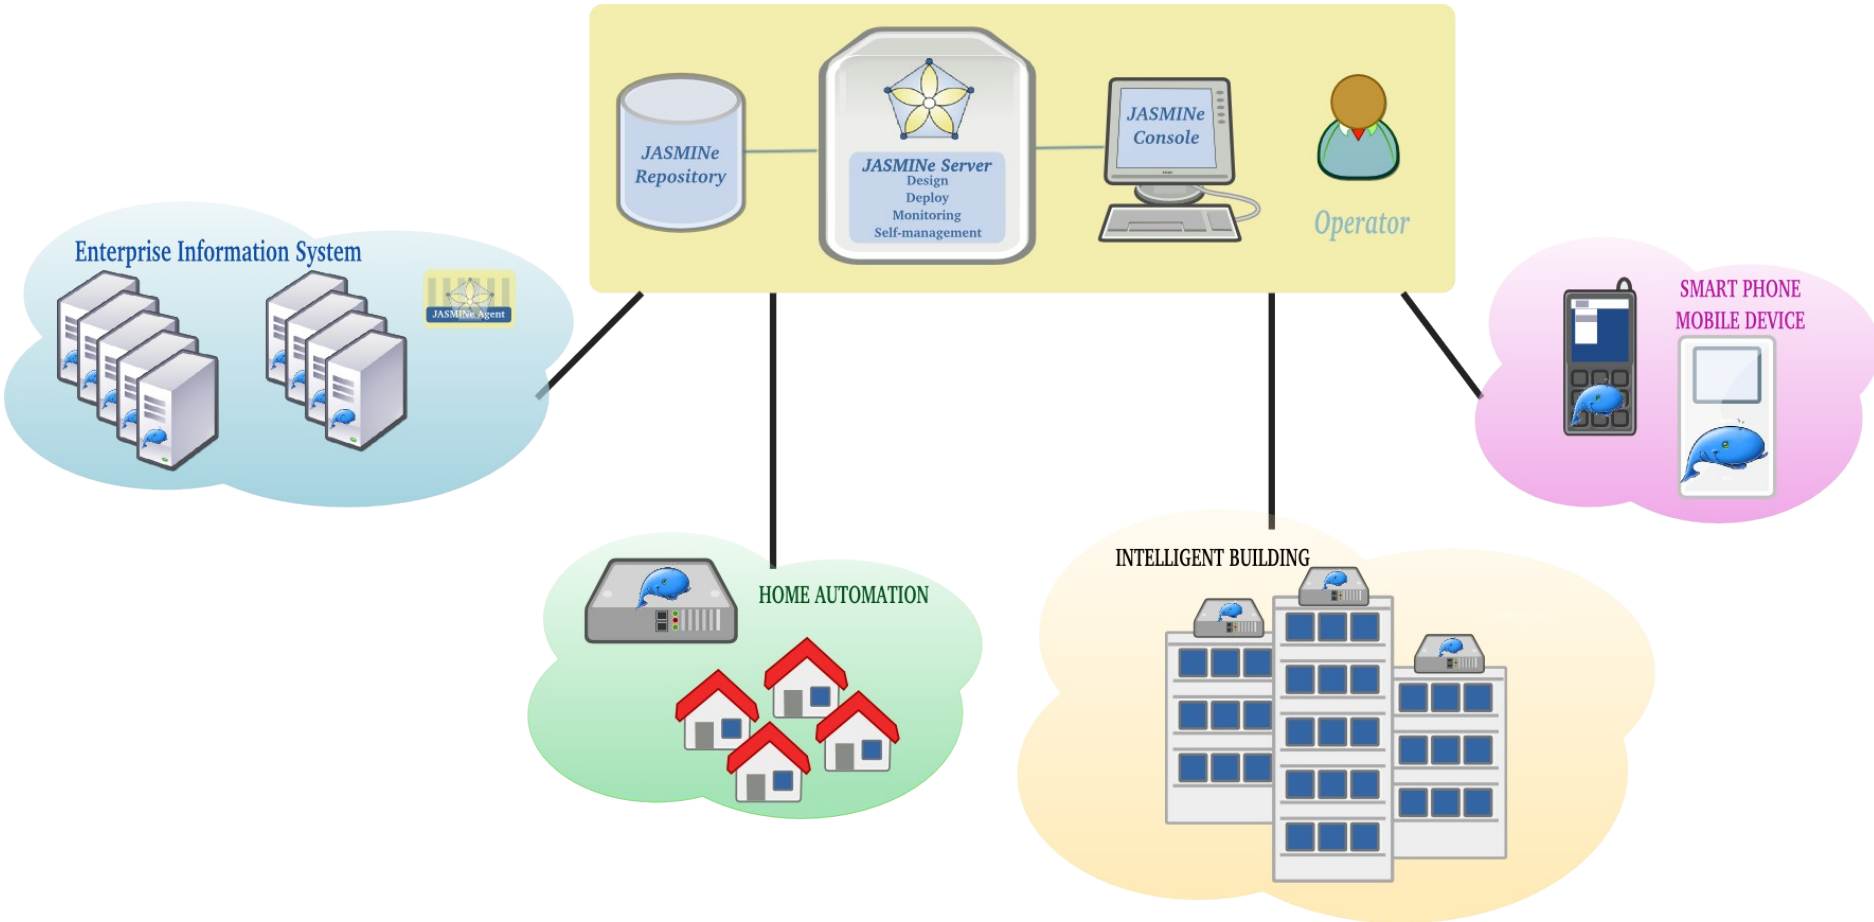 JASMINe
Repository
JASMINe Server
Design
Deploy
Monitoring
Self-management
JASMINe
Console
Operator
Enterprise Information System
JASMINe Agent
SMART PHONE
MOBILE DEVICE
HOME AUTOMATION
INTELLIGENT BUILDING